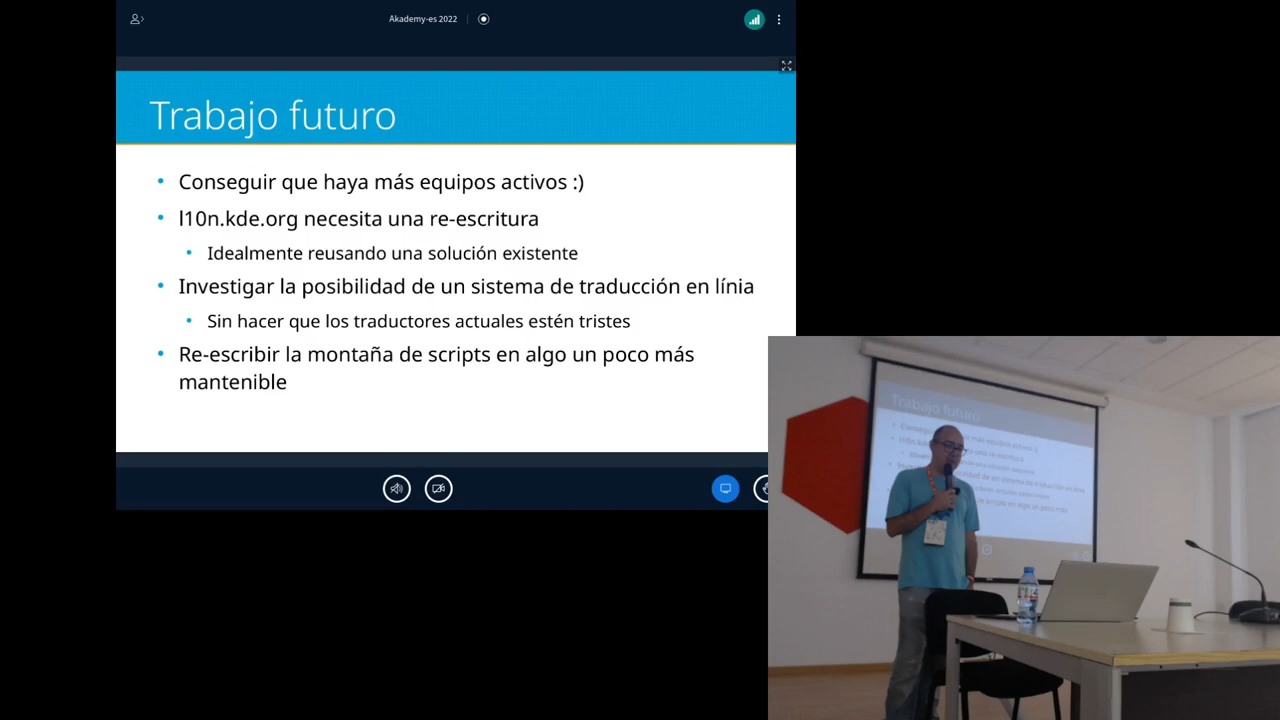 Akademy-es 2022
Trabajo futuro
Conseguir que haya más equipos activos :)
l10n.kde.org necesita una re-escritura
Idealmente reusando una solución existente
Investigar la posibilidad de un sistema de traducción en línia
Sin hacer que los traductores actuales estén tristes
Re-escribir la montaña de scripts en algo un poco más
mantenible
Trabajo futuro